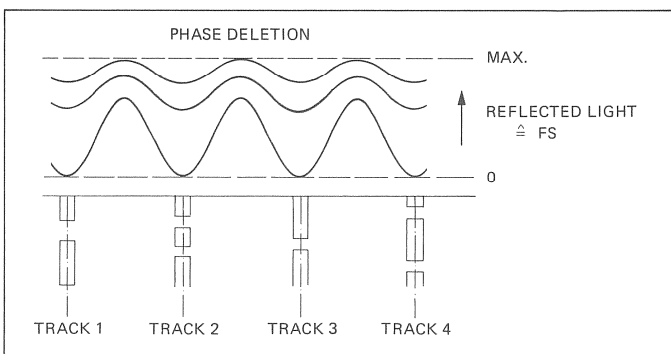 PHASE DELETION
MAX.
REFLECTED LIGHT
≙ FS
0
TRACK 1 TRACK 2 TRACK 3 TRACK 4